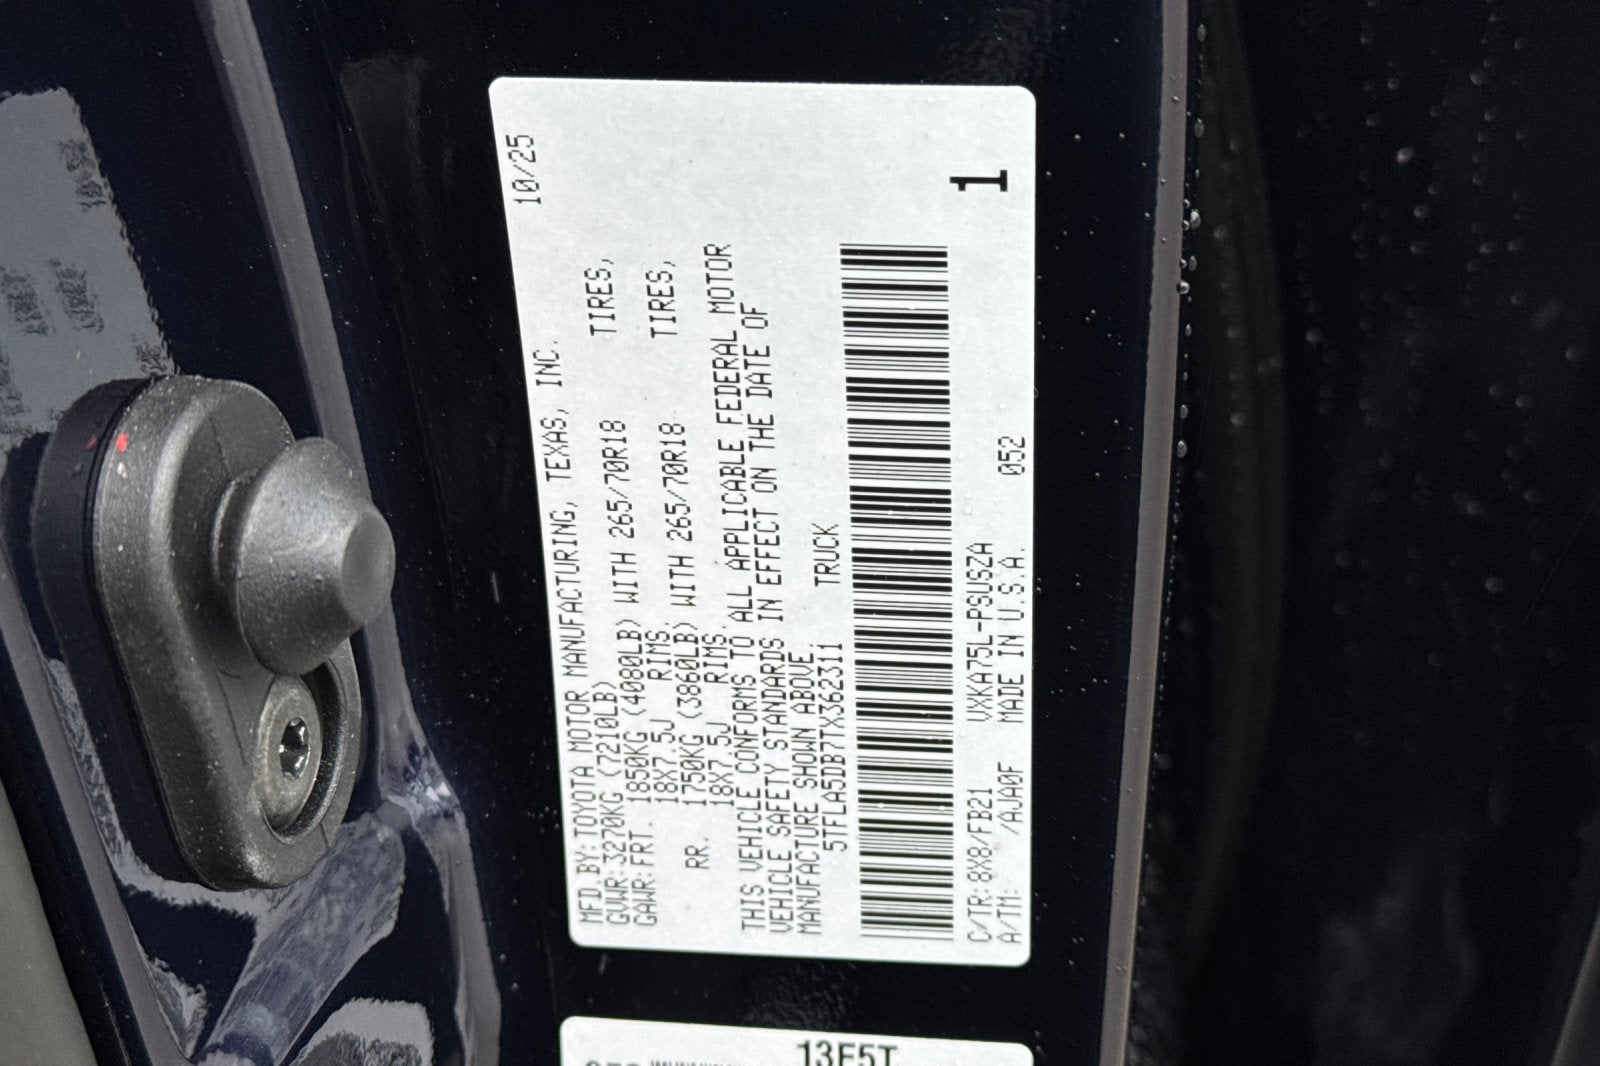 10/25
MFD.BY:TOYOTA MOTOR MANUFACTURING, TEXAS, INC.
GVWR:3270KG (7210LB)
GAWR:FRT. 1850KG (4080LB) WITH 265/70R18 TIRES,
18X7.5J RIMS.
RR. 1750KG (3860LB) WITH 265/70R18 TIRES,
18X7.5J RIMS.
THIS VEHICLE CONFORMS TO ALL APPLICABLE FEDERAL MOTOR
VEHICLE SAFETY STANDARDS IN EFFECT ON THE DATE OF
MANUFACTURE SHOWN ABOVE.
5TFLA5DB7TX362311 TRUCK
C/TR:8X8/FB21 VXKA75L-PSUSZA 052
A/TM: /AJA0F MADE IN U.S.A.
1
13E5T